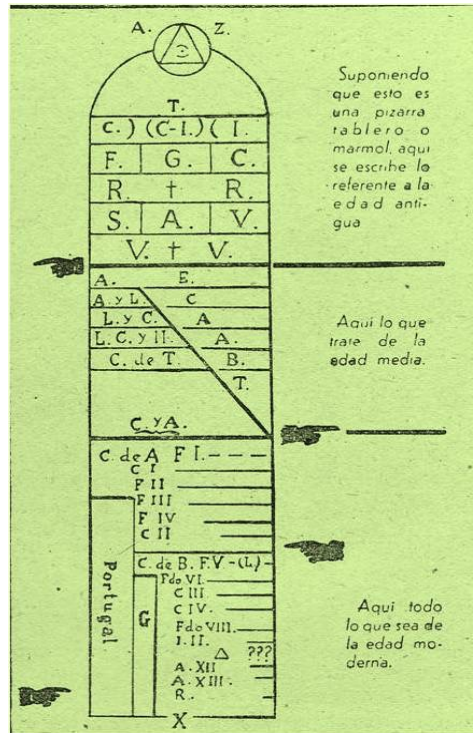 A. Z.
T.
C.) (C-I.) ( I.
F. G. C.
R. † R.
S. A. V.
V. † V.
Suponiendo
que esto es
una pizarra
tablero o
marmol, aqui
se escribe lo
referente a la
edad anti-
gua
A. E.
A. y L. C
L. y C. A
L. C. y II. A.
C. de T. B.
T.
C. y A.
Aqui lo que
trate de la
edad media.
C. de A F I. - - -
C I
F II
F III
F IV
C II
C. de B. F. V - (L) -
Fdo VI.
C III
C IV.
Fdo VIII.
I. II.
Δ ???
A. XII
A. XIII.
R.
X
Portugal
G
Aqui todo
lo que sea de
la edad mo-
derna.